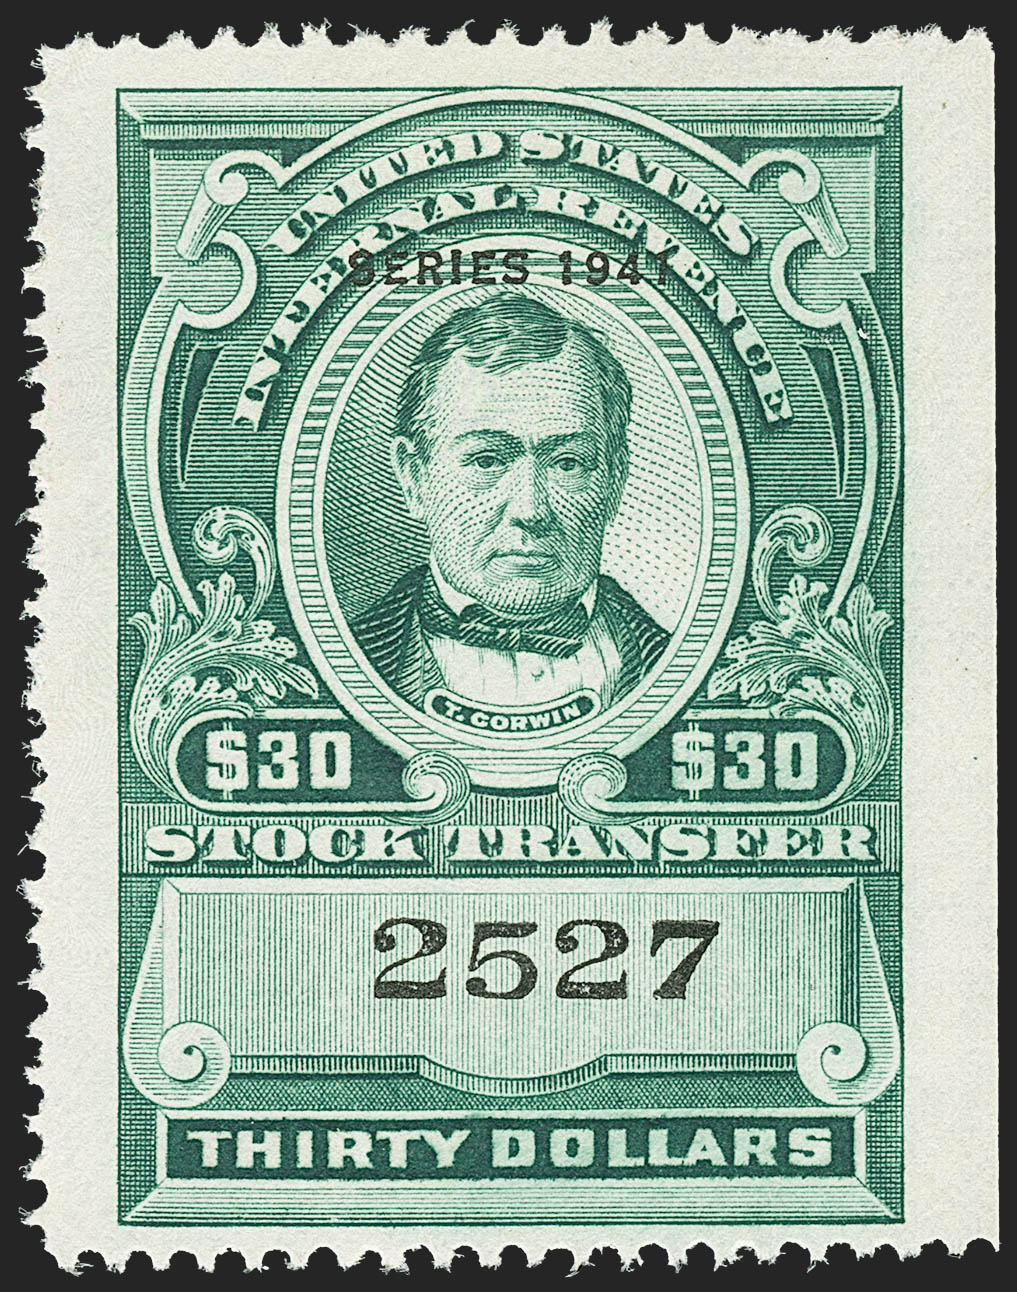 UNITED STATES
INTERNAL REVENUE
SERIES 1941
T. CORWIN
$30 $30
STOCK TRANSFER
2527
THIRTY DOLLARS